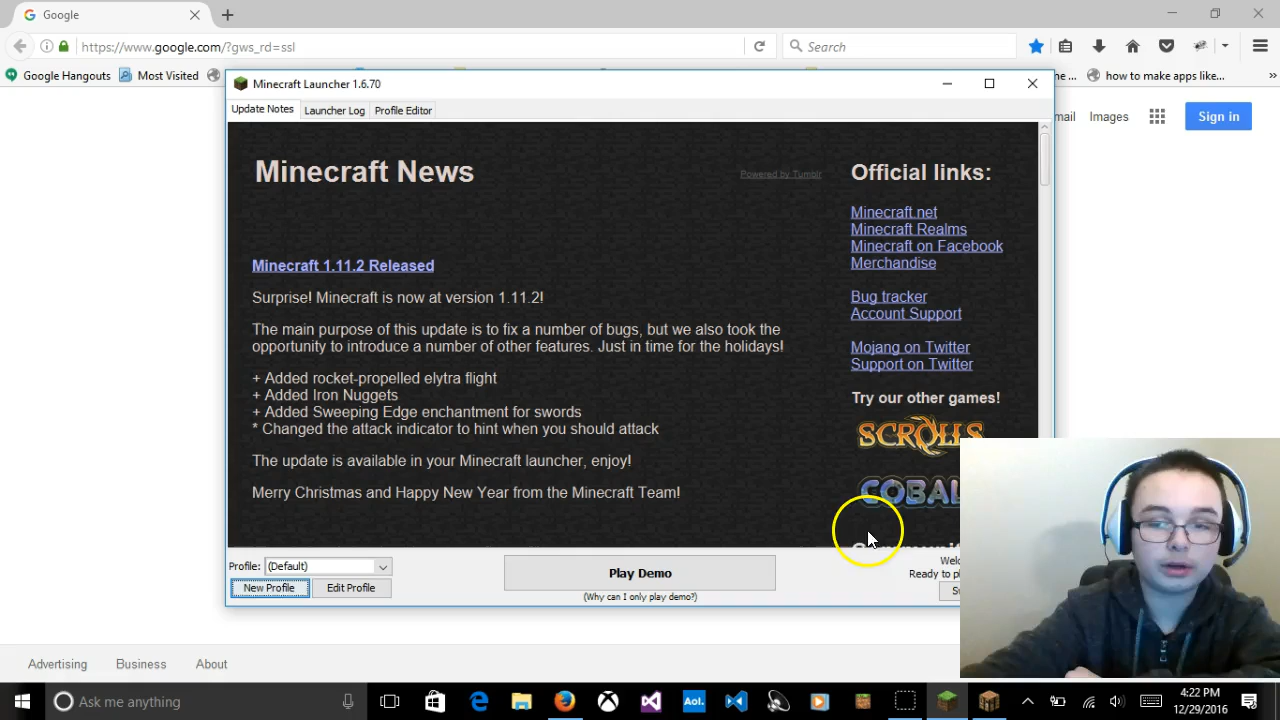 Google
https://www.google.com/?gws_rd=ssl
Search
Google Hangouts
Most Visited
how to make apps like...
Minecraft Launcher 1.6.70
Update Notes
Launcher Log
Profile Editor
Images
Sign in
Minecraft News
Powered by Tumblr
Official links:
Minecraft.net
Minecraft Realms
Minecraft on Facebook
Merchandise
Bug tracker
Account Support
Mojang on Twitter
Support on Twitter
Try our other games!
SCROLLS
Minecraft 1.11.2 Released
Surprise! Minecraft is now at version 1.11.2!
The main purpose of this update is to fix a number of bugs, but we also took the
opportunity to introduce a number of other features. Just in time for the holidays!
+ Added rocket-propelled elytra flight
+ Added Iron Nuggets
+ Added Sweeping Edge enchantment for swords
* Changed the attack indicator to hint when you should attack
The update is available in your Minecraft launcher, enjoy!
Merry Christmas and Happy New Year from the Minecraft Team!
Profile:
(Default)
New Profile
Edit Profile
Play Demo
(Why can I only play demo?)
Ready to
Advertising
Business
About
Ask me anything
Aol.
4:22 PM
12/29/2016